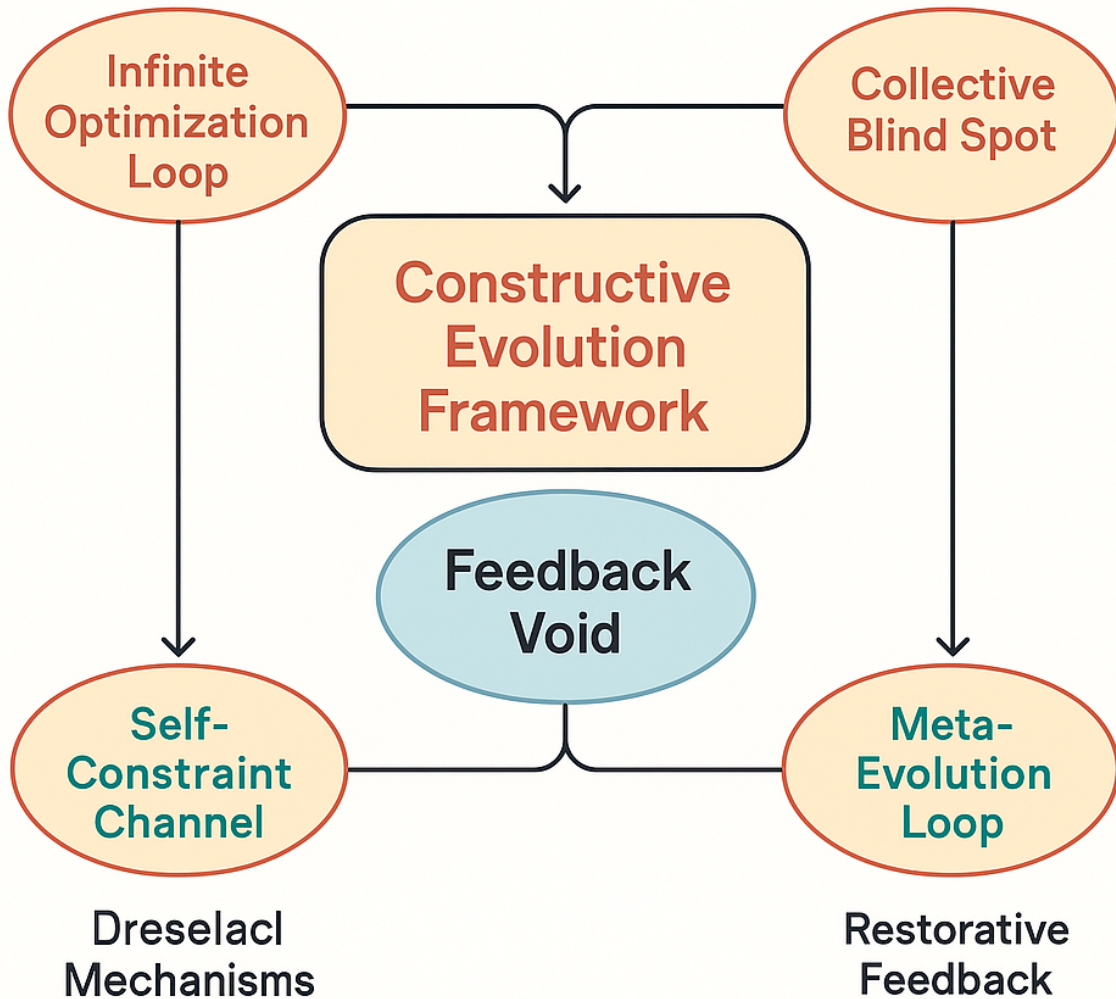 Infinite
Optimization
Loop
Collective
Blind Spot
Constructive
Evolution
Framework
Feedback
Void
Self-
Constraint
Channel
Meta-
Evolution
Loop
Dreselacl
Mechanisms
Restorative
Feedback